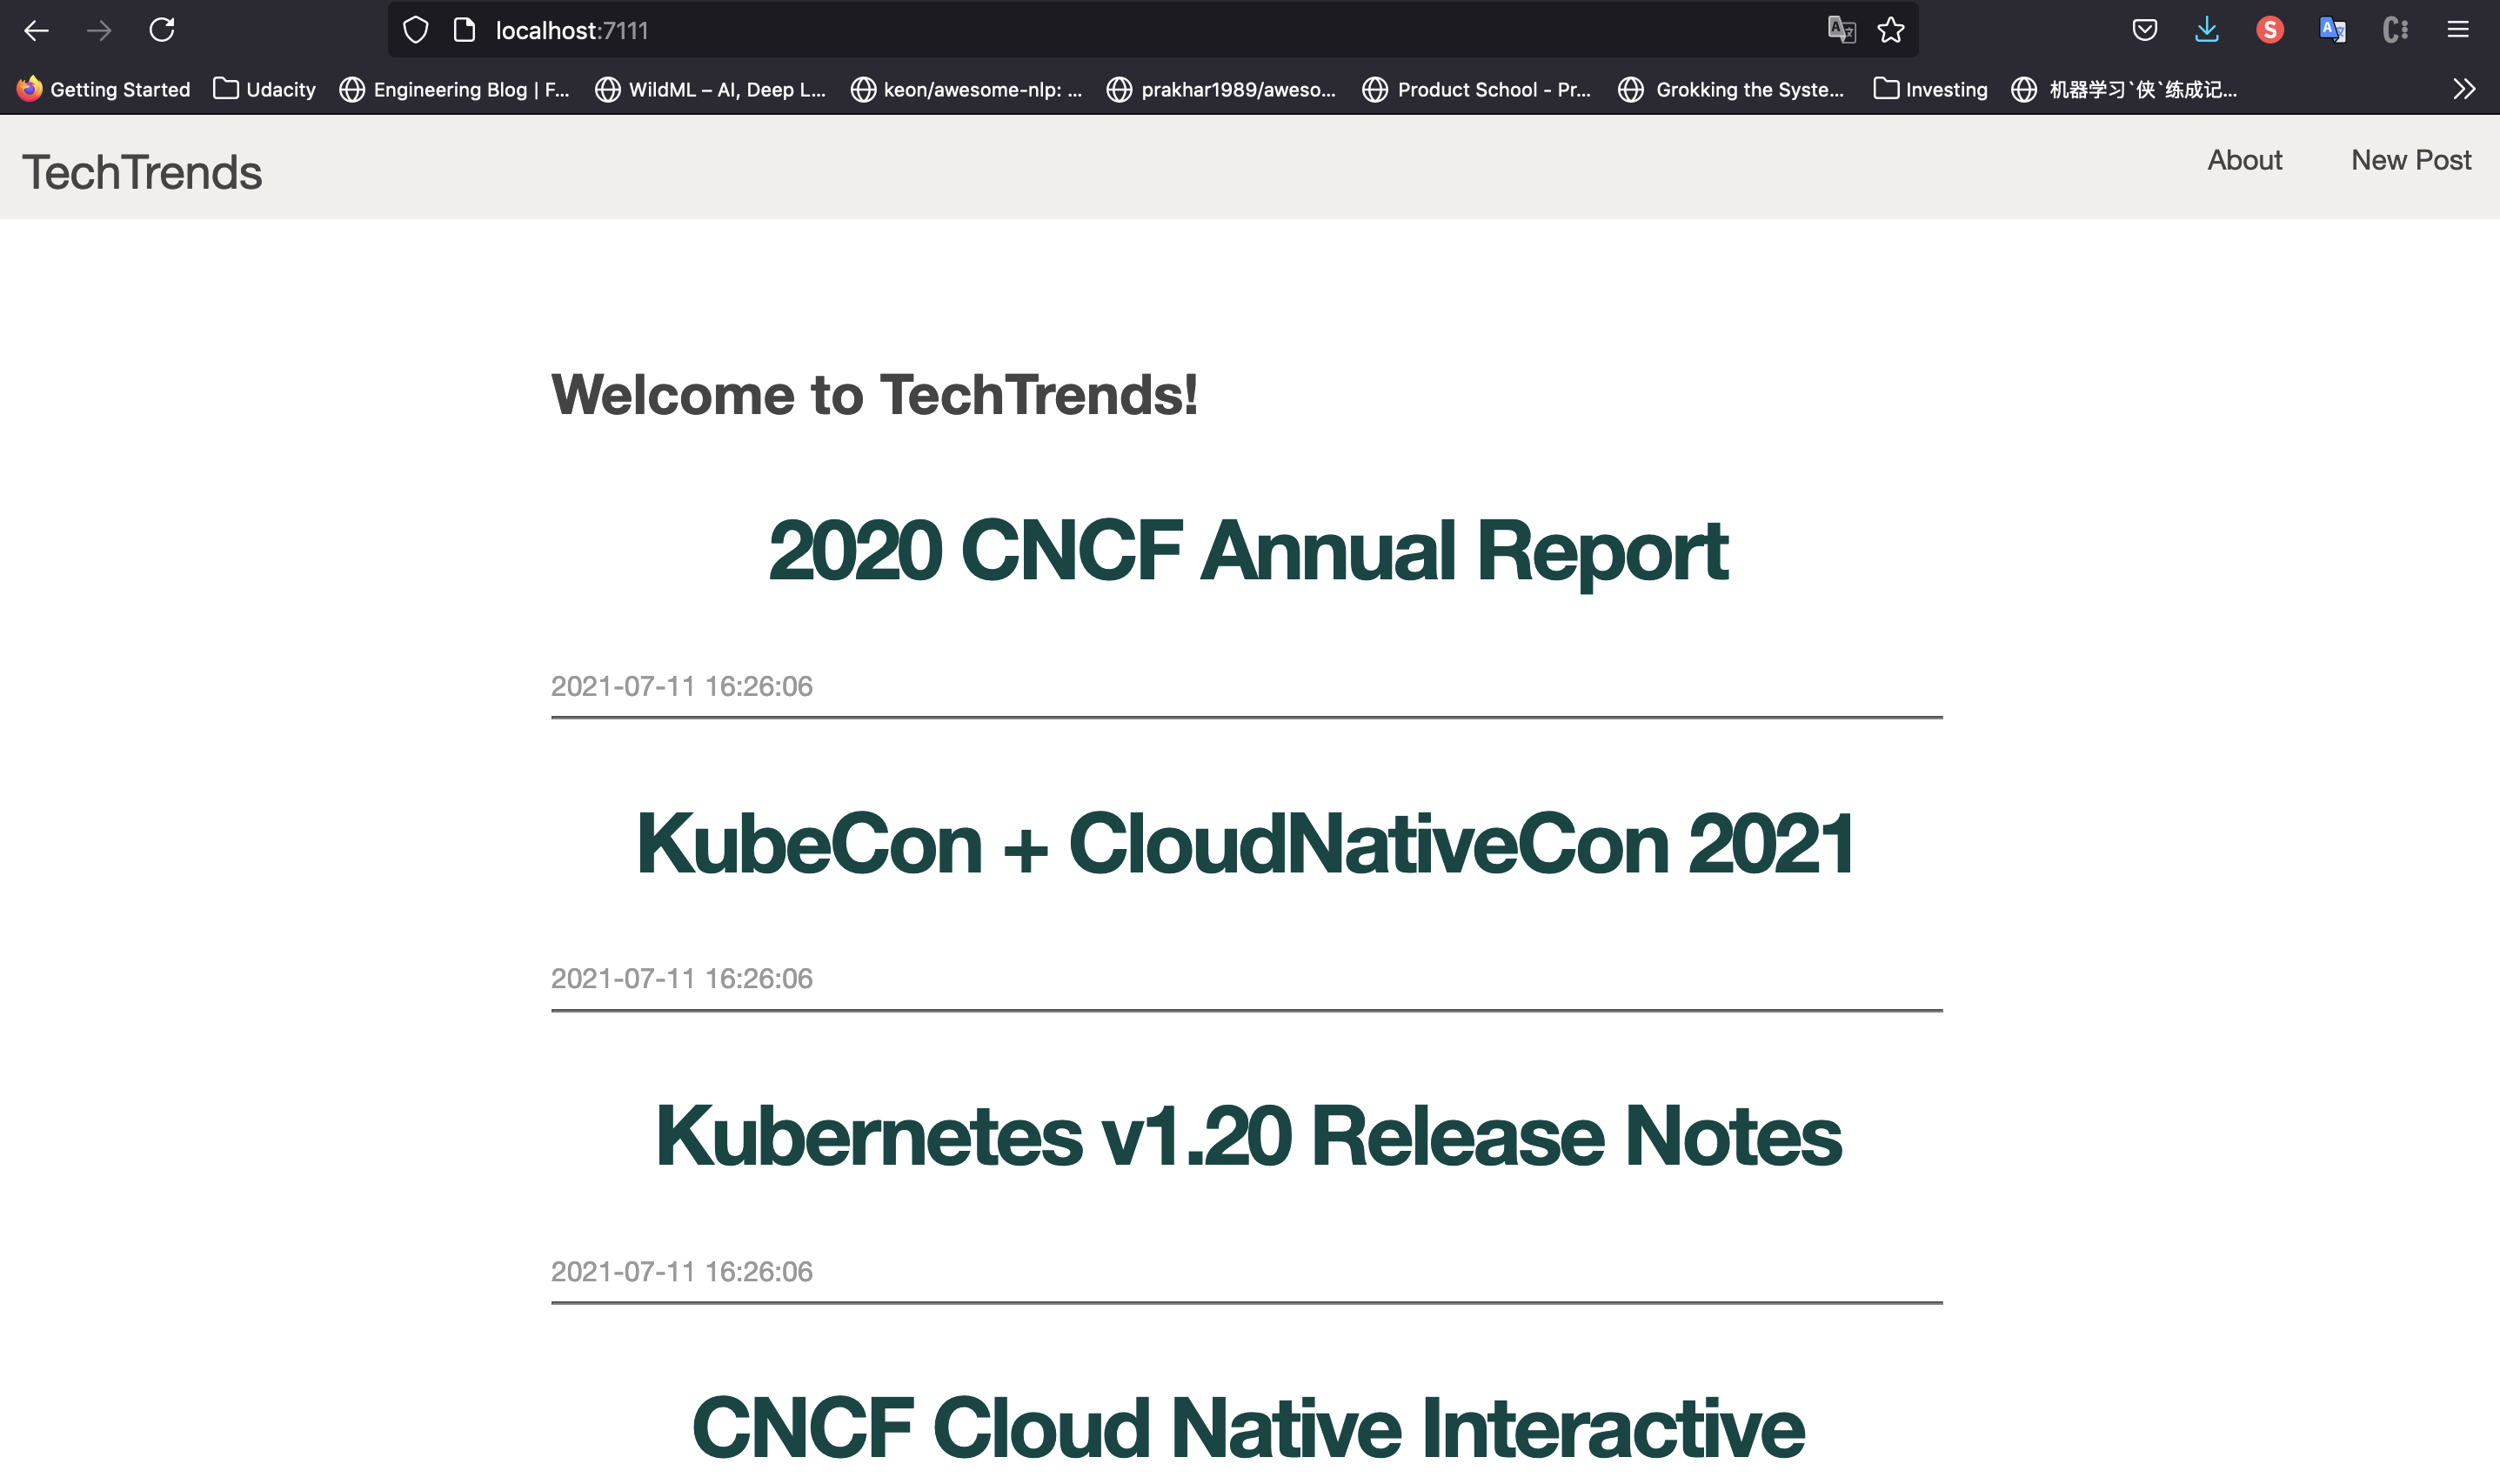 localhost:7111
Getting Started Udacity Engineering Blog | F... WildML – AI, Deep L... keon/awesome-nlp: ... prakhar1989/aweso... Product School - Pr... Grokking the Syste... Investing 机器学习`侠`练成记...
TechTrends About New Post
Welcome to TechTrends!
2020 CNCF Annual Report
2021-07-11 16:26:06
KubeCon + CloudNativeCon 2021
2021-07-11 16:26:06
Kubernetes v1.20 Release Notes
2021-07-11 16:26:06
CNCF Cloud Native Interactive